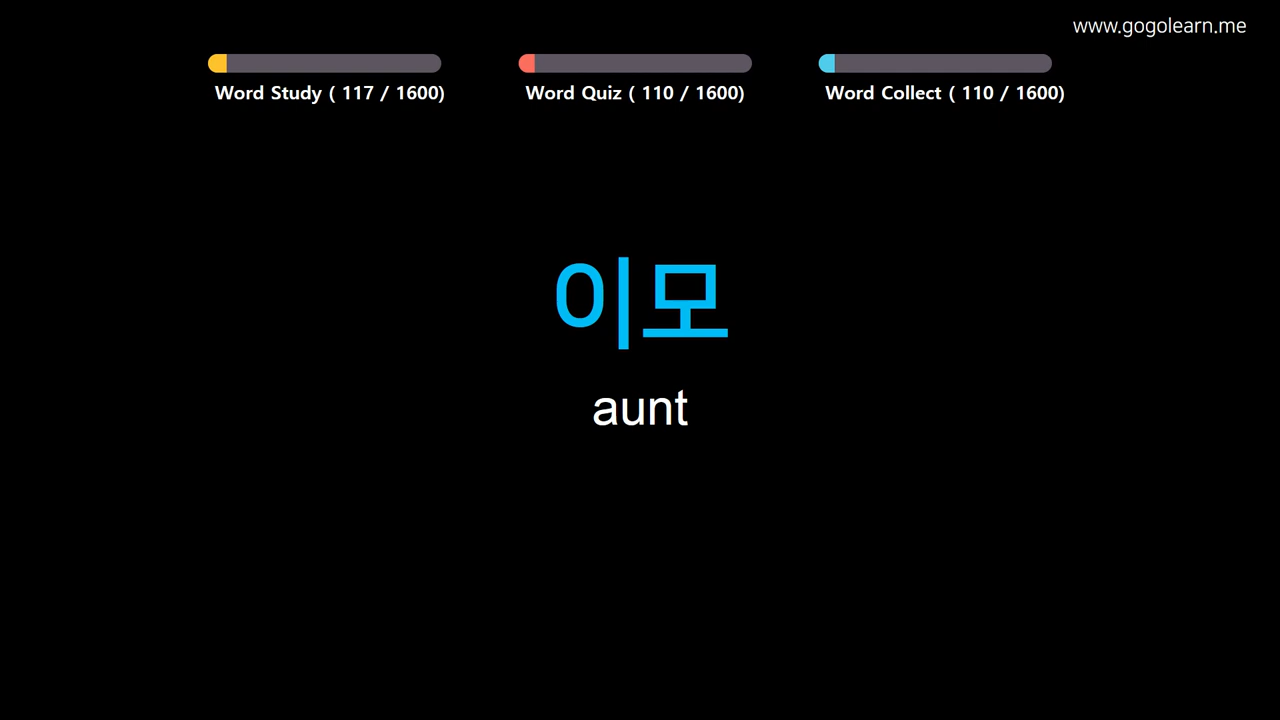 www.gogolearn.me
Word Study ( 117 / 1600)
Word Quiz ( 110 / 1600)
Word Collect ( 110 / 1600)
이모
aunt